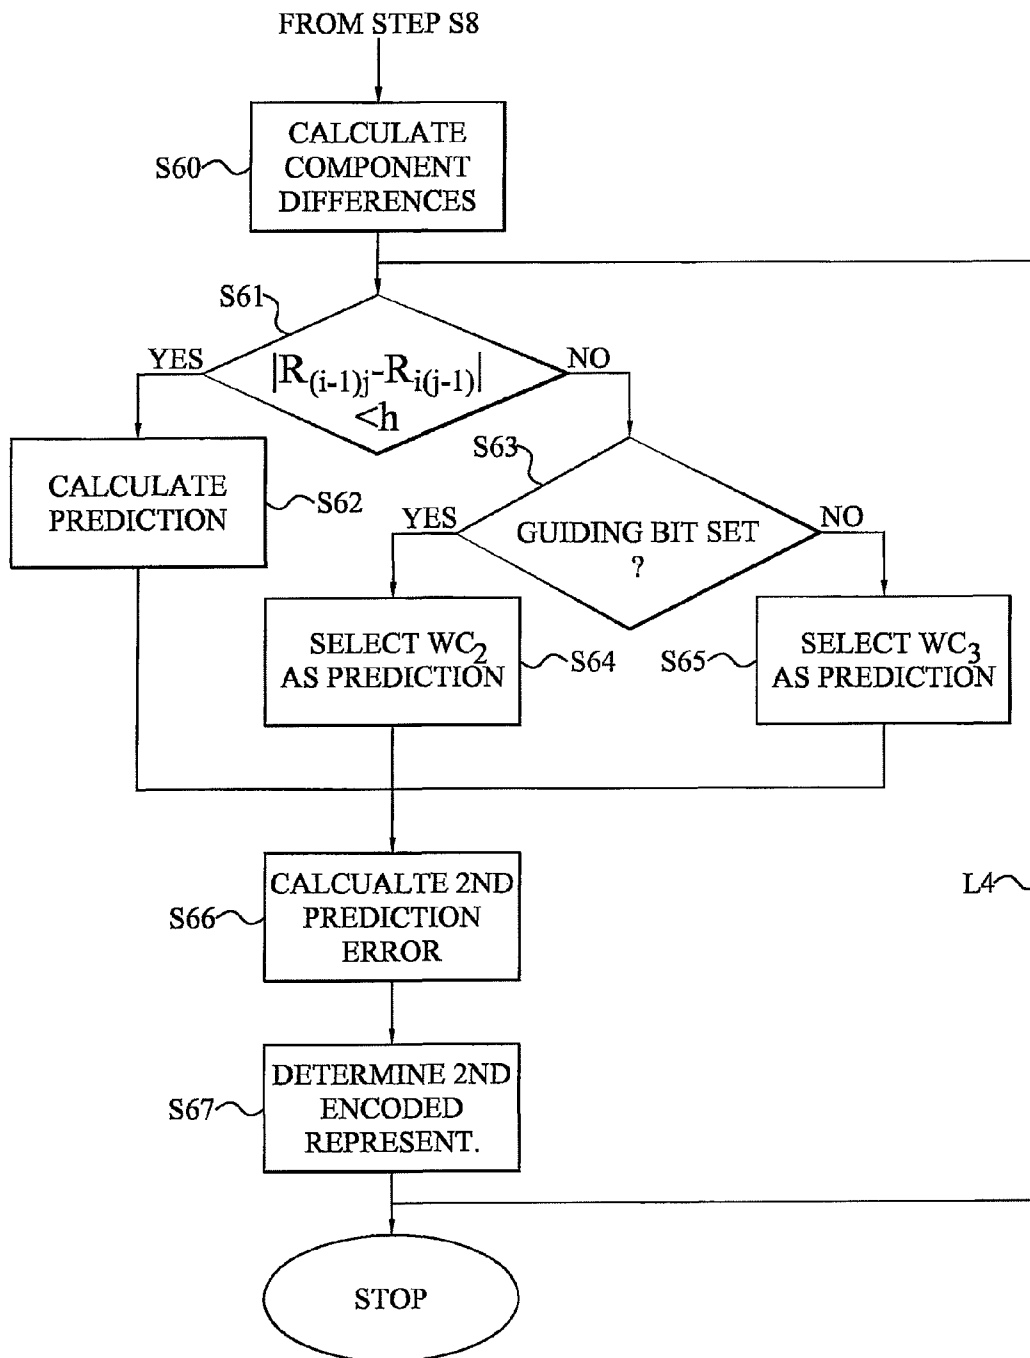 FROM STEP S8
CALCULATE
COMPONENT
DIFFERENCES
S60
S61
YES
|R(i-1)j-Ri(j-1)|
<h
NO
CALCULATE
PREDICTION
S62
S63
YES
GUIDING BIT SET
?
NO
SELECT WC2
AS PREDICTION
S64
S65
SELECT WC3
AS PREDICTION
CALCUALTE 2ND
PREDICTION
ERROR
S66
L4
DETERMINE 2ND
ENCODED
REPRESENT.
S67
STOP